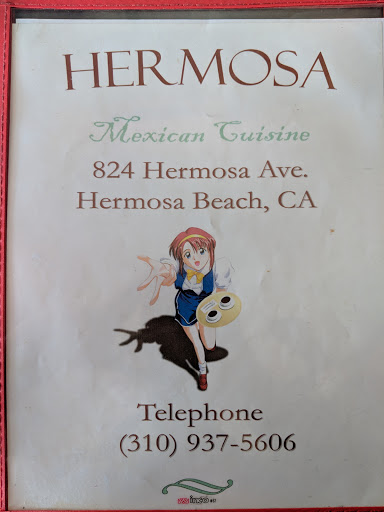 HERMOSA
Mexican Cuisine
824 Hermosa Ave.
Hermosa Beach, CA
Telephone
(310) 937-5606